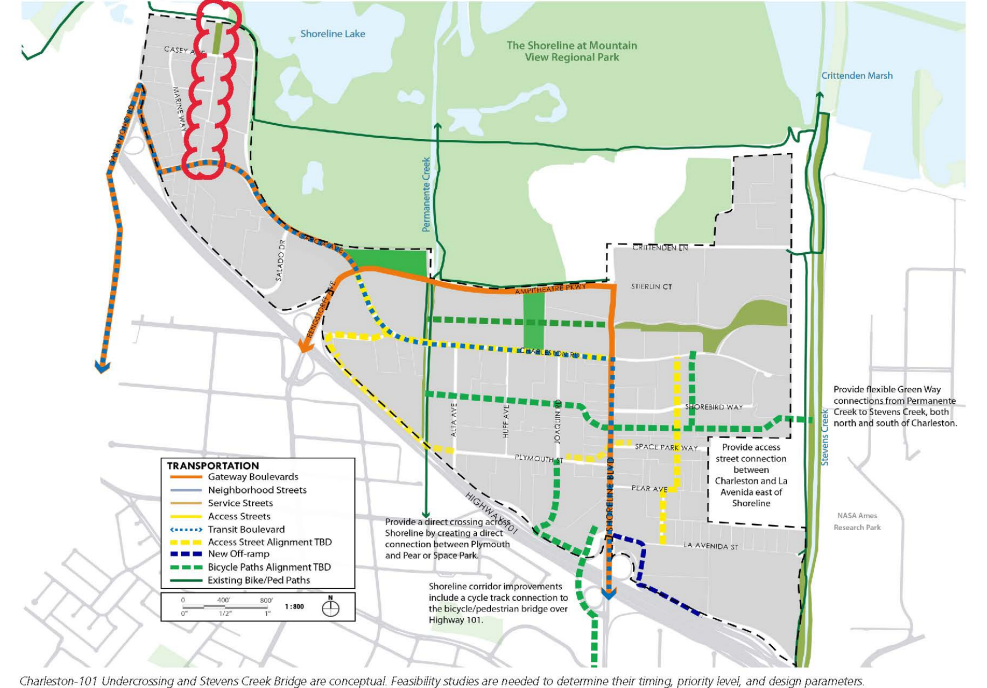 Shoreline Lake
The Shoreline at Mountain
View Regional Park
Crittenden Marsh
CASEY AVE
MARINE WAY
Permanente Creek
SALADO DR
CRITTENDEN LN
STIERLIN CT
AMPITHEATRE PKWY
RENGSTORFF AVE
CHARLESTON RD
SHOREBIRD WAY
ALTA AVE
HUFF AVE
JOAQUIN RD
SPACE PARK WAY
PLYMOUTH ST
PEAR AVE
SHORELINE BLVD
LA AVENIDA ST
HIGHWAY 101
Stevens Creek
Provide flexible Green Way
connections from Permanente
Creek to Stevens Creek, both
north and south of Charleston.
Provide access
street connection
between
Charleston and La
Avenida east of
Shoreline
NASA Ames
Research Park
Provide a direct crossing across
Shoreline by creating a direct
connection between Plymouth
and Pear or Space Park.
Shoreline corridor improvements
include a cycle track connection to
the bicycle/pedestrian bridge over
Highway 101.
TRANSPORTATION
Gateway Boulevards
Neighborhood Streets
Service Streets
Access Streets
Transit Boulevard
Access Street Alignment TBD
New Off-ramp
Bicycle Paths Alignment TBD
Existing Bike/Ped Paths
0 400' 800'
0" 1/2" 1"
1:800
N
Charleston-101 Undercrossing and Stevens Creek Bridge are conceptual. Feasibility studies are needed to determine their timing, priority level, and design parameters.